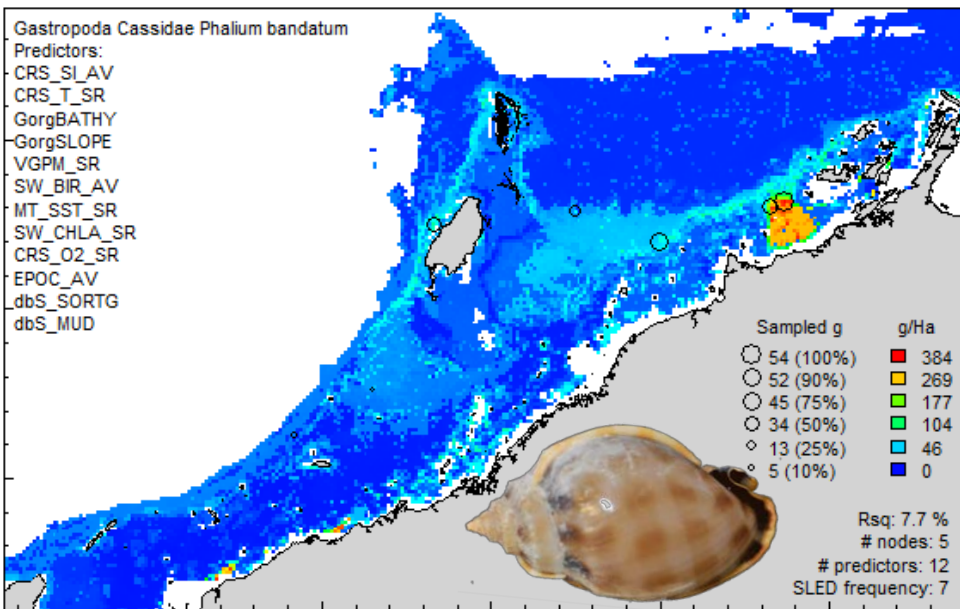 Gastropoda Cassidae Phalium bandatum
Predictors:
CRS_SI_AV
CRS_T_SR
GorgBATHY
GorgSLOPE
VGPM_SR
SW_BIR_AV
MT_SST_SR
SW_CHLA_SR
CRS_O2_SR
EPOC_AV
dbS_SORTG
dbS_MUD
Sampled g g/Ha
54 (100%) 384
52 (90%) 269
45 (75%) 177
34 (50%) 104
13 (25%) 46
5 (10%) 0
Rsq: 7.7 %
# nodes: 5
# predictors: 12
SLED frequency: 7